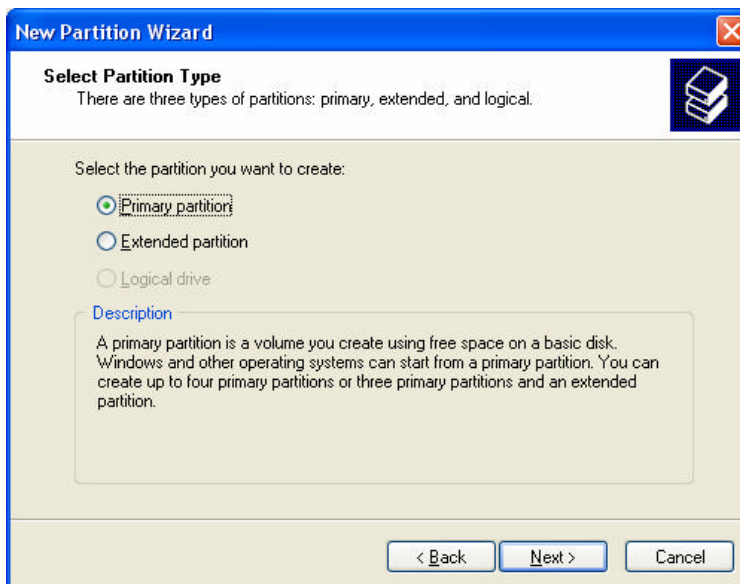 New Partition Wizard
Select Partition Type
There are three types of partitions: primary, extended, and logical.
Select the partition you want to create:
Primary partition
Extended partition
Logical drive
Description
A primary partition is a volume you create using free space on a basic disk.
Windows and other operating systems can start from a primary partition. You can
create up to four primary partitions or three primary partitions and an extended
partition.
< Back
Next >
Cancel